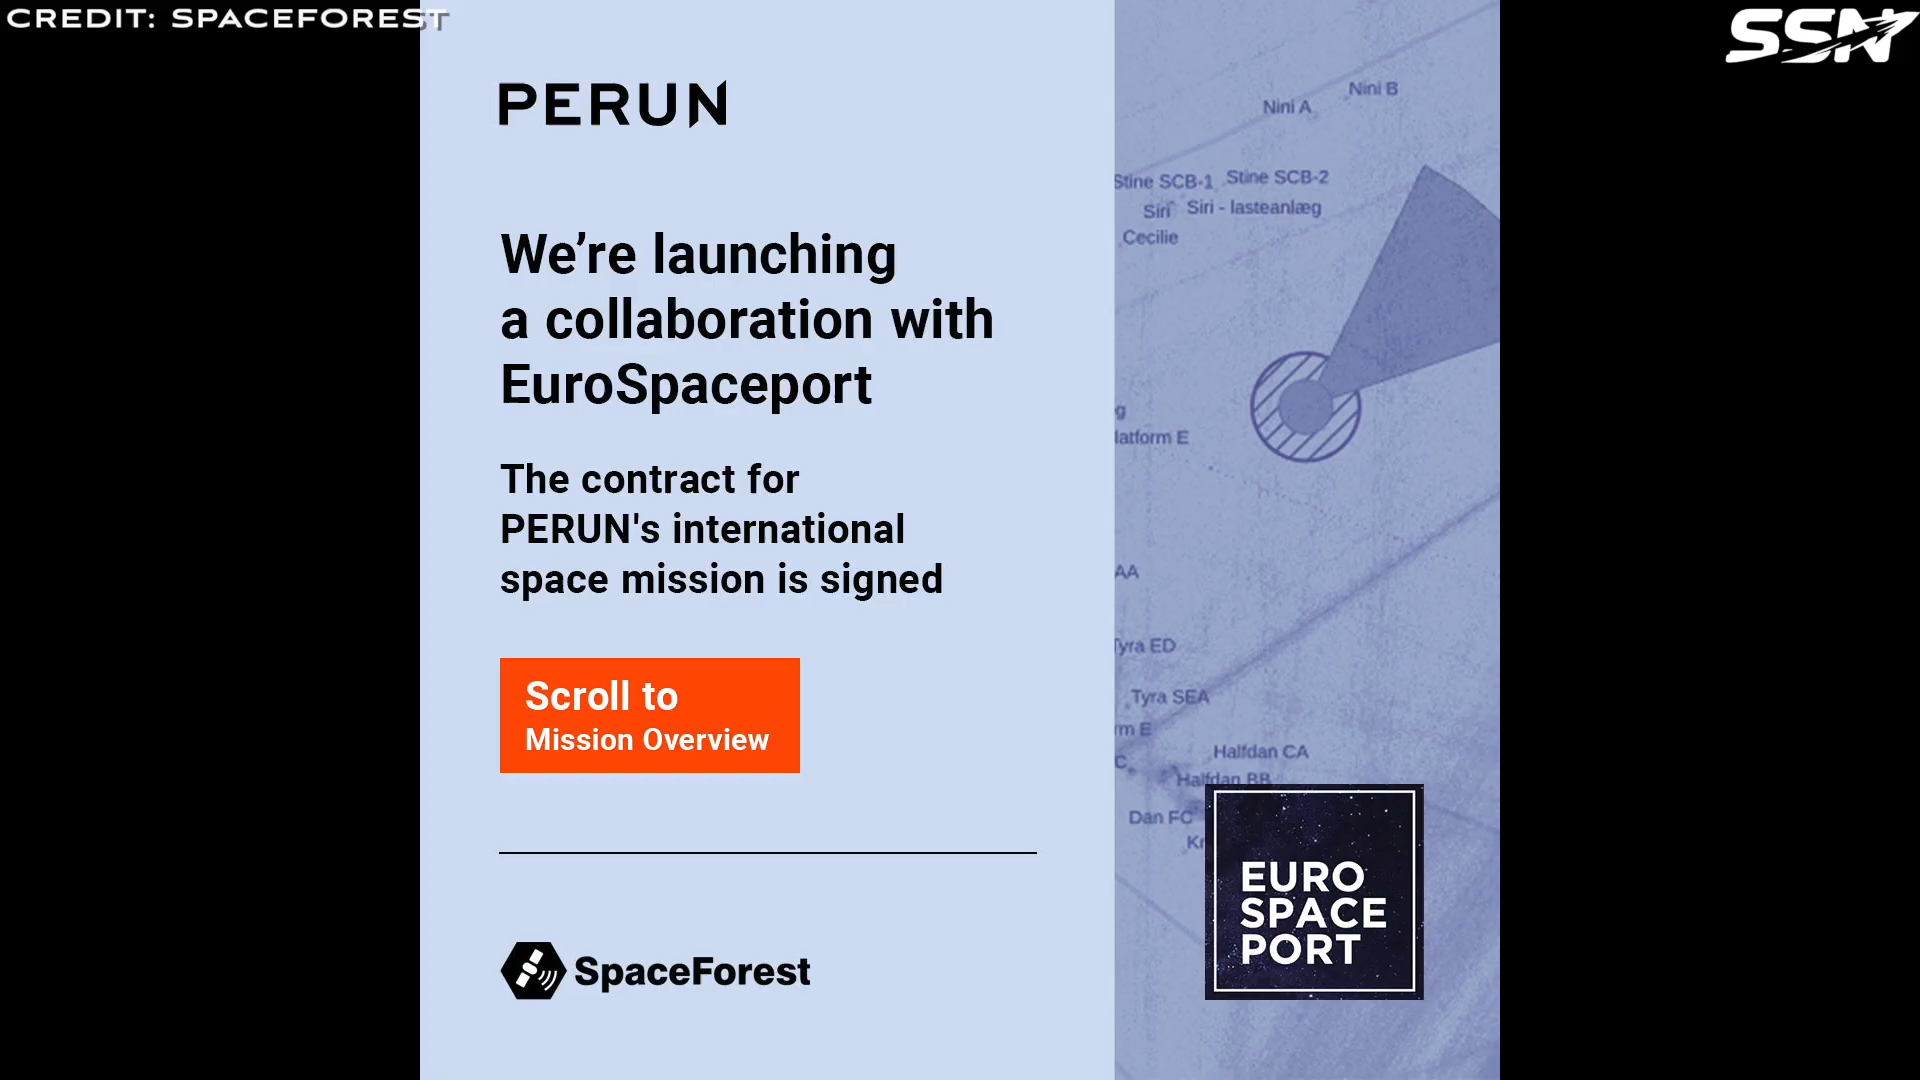 CREDIT: SPACEFOREST
SSN
PERUN
We’re launching
a collaboration with
EuroSpaceport
The contract for
PERUN's international
space mission is signed
Scroll to
Mission Overview
SpaceForest
Nini B
Nini A
Stine SCB-1 Stine SCB-2
Siri Siri - lasteanlæg
Cecilie
g
latform E
AA
Tyra ED
Tyra SEA
rm E
Halfdan CA
C
Halfdan BB
Dan FC
Kr
EURO
SPACE
PORT